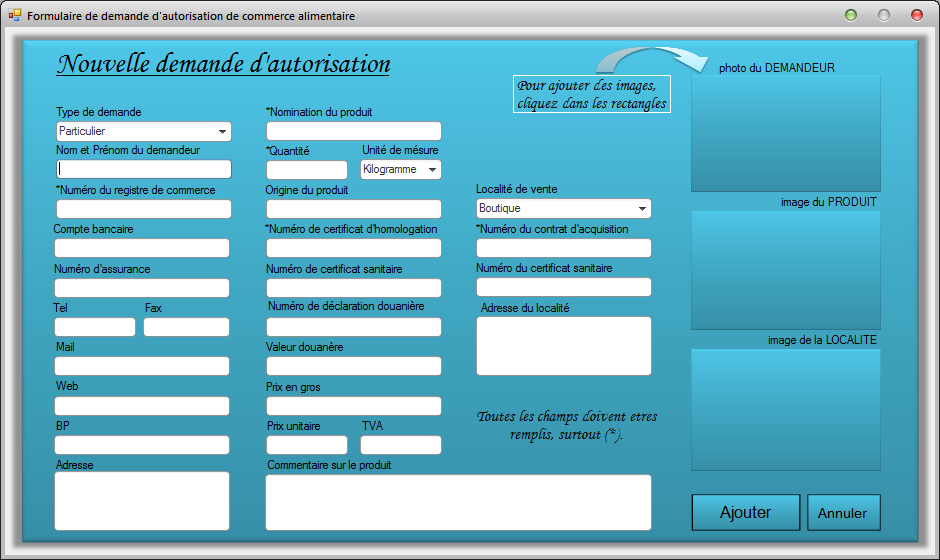 Formulaire de demande d'autorisation de commerce alimentaire
Nouvelle demande d'autorisation
Pour ajouter des images,
cliquez dans les rectangles
photo du DEMANDEUR
Type de demande
Particulier
Nom et Prénom du demandeur
*Numéro du registre de commerce
Compte bancaire
Numéro d'assurance
Tel
Fax
Mail
Web
BP
Adresse
*Nomination du produit
*Quantité
Unité de mésure
Kilogramme
Origine du produit
*Numéro de certificat d'homologation
Numéro de certificat sanitaire
Numéro de déclaration douanière
Valeur douanère
Prix en gros
Prix unitaire
TVA
Commentaire sur le produit
Localité de vente
Boutique
*Numéro du contrat d'acquisition
Numéro du certificat sanitaire
Adresse du localité
Toutes les champs doivent etres
remplis, surtout (*).
image du PRODUIT
image de la LOCALITE
Ajouter
Annuler